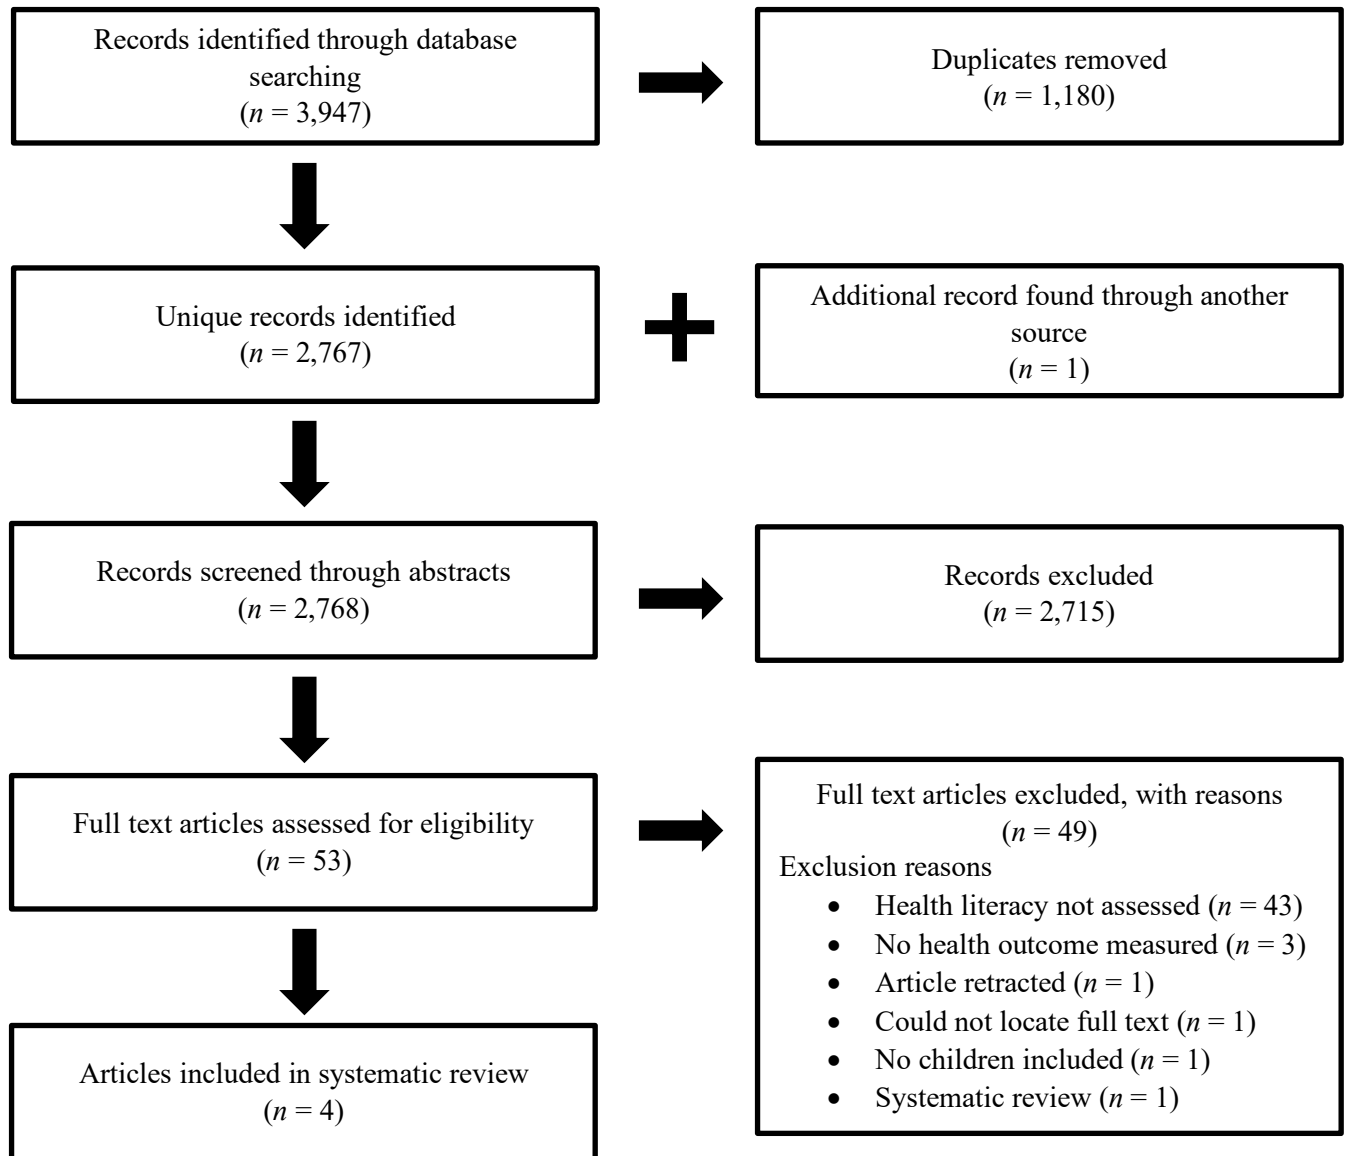 Records identified through database
searching
(n = 3,947)
Duplicates removed
(n = 1,180)
Unique records identified
(n = 2,767)
Additional record found through another
source
(n = 1)
Records screened through abstracts
(n = 2,768)
Records excluded
(n = 2,715)
Full text articles assessed for eligibility
(n = 53)
Full text articles excluded, with reasons
(n = 49)
Exclusion reasons
• Health literacy not assessed (n = 43)
• No health outcome measured (n = 3)
• Article retracted (n = 1)
• Could not locate full text (n = 1)
• No children included (n = 1)
• Systematic review (n = 1)
Articles included in systematic review
(n = 4)